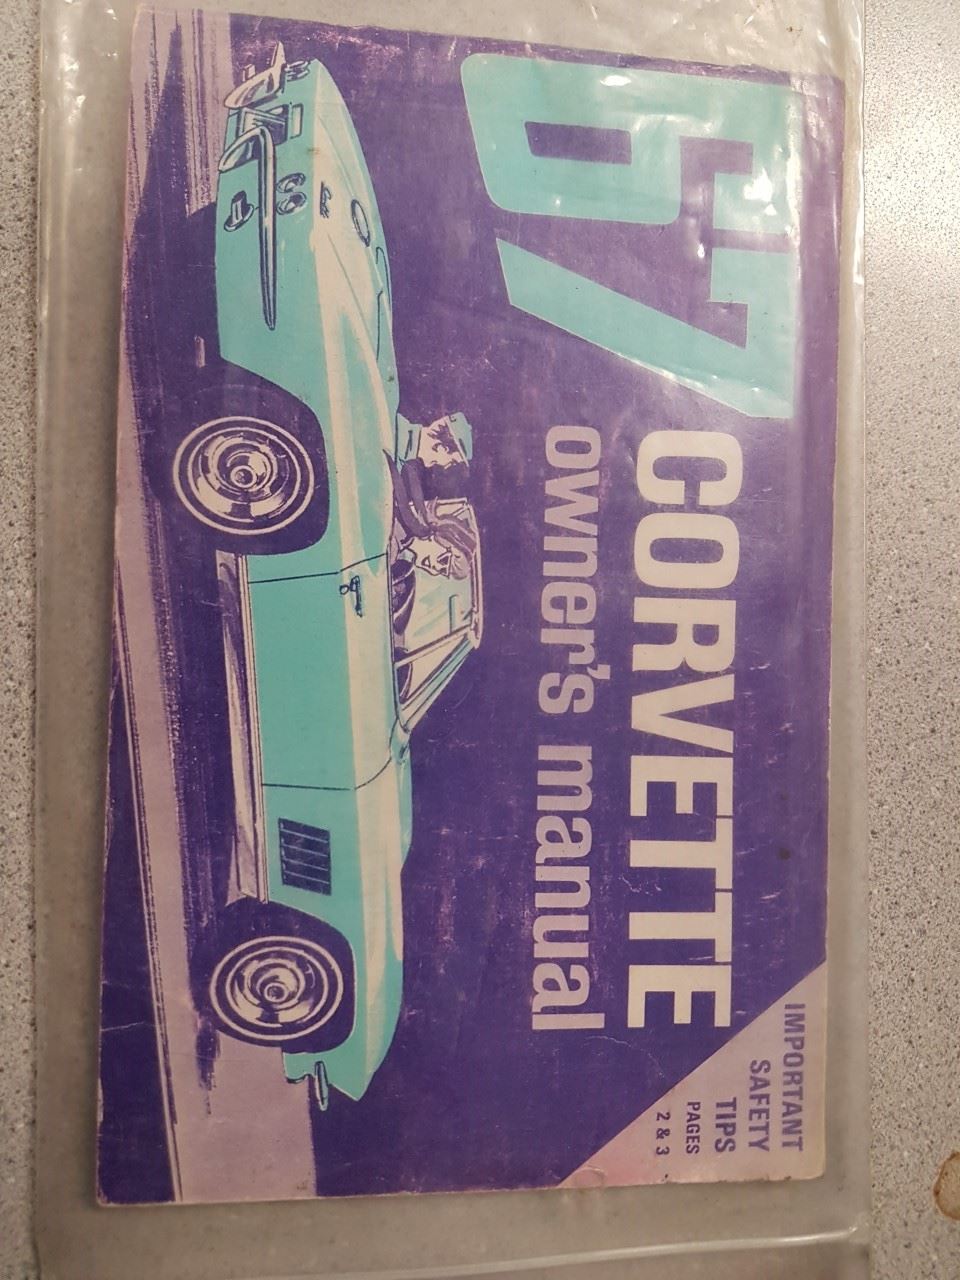 67
CORVETTE
owner's manual
IMPORTANT
SAFETY
TIPS
PAGES
2 & 3